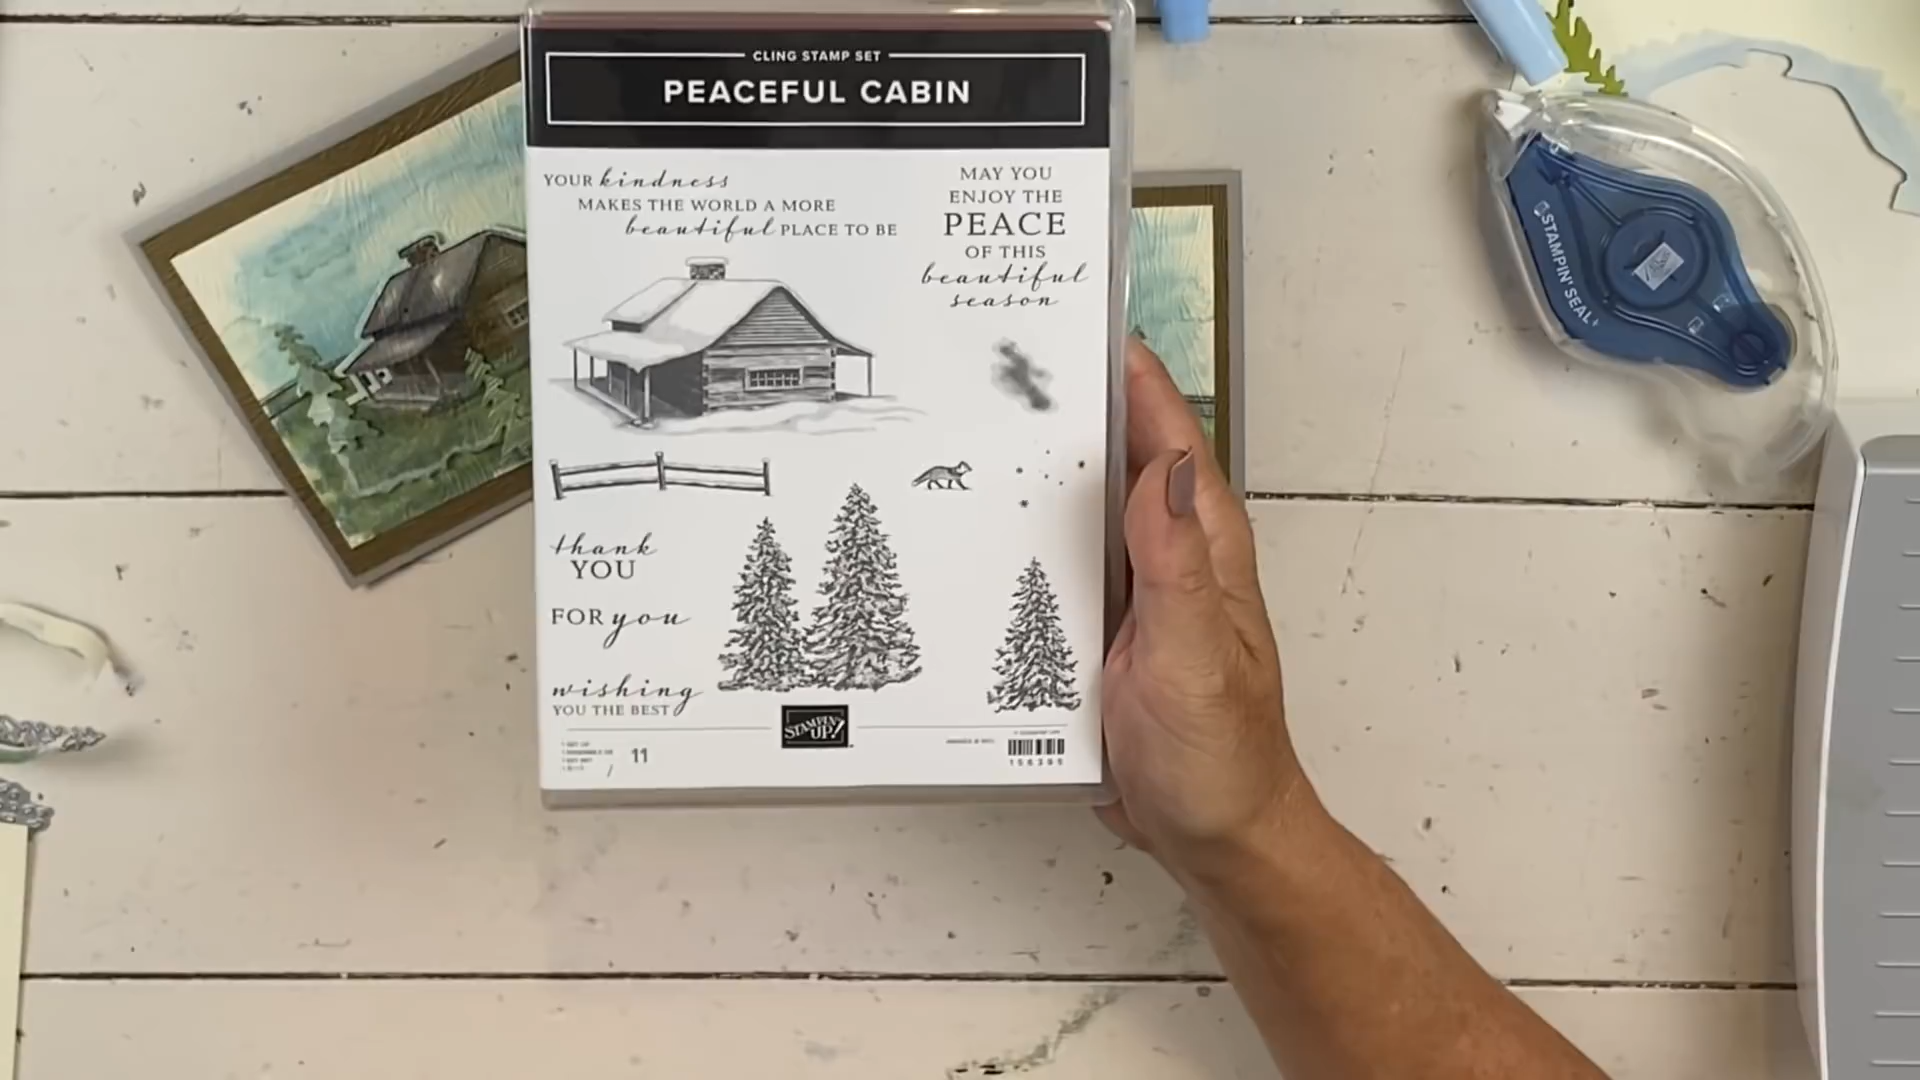 CLING STAMP SET
PEACEFUL CABIN
YOUR kindness
MAKES THE WORLD A MORE
beautiful PLACE TO BE
MAY YOU
ENJOY THE
PEACE
OF THIS
beautiful
season
thank
YOU
FOR you
wishing
YOU THE BEST
STAMPIN' UP!
11
156395
STAMPIN' SEAL+